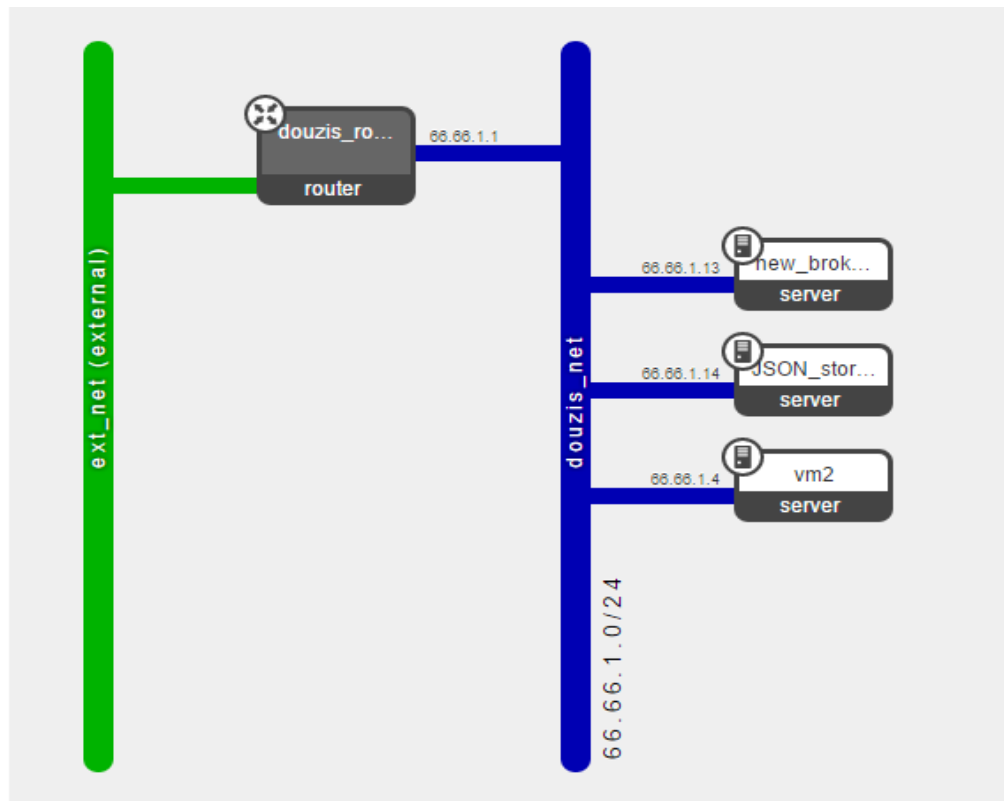 ext_net (external)
douzis_ro...
router
66.66.1.1
douzis_net
66.66.1.0/24
66.66.1.13
new_brok...
server
66.66.1.14
JSON_stor...
server
66.66.1.4
vm2
server